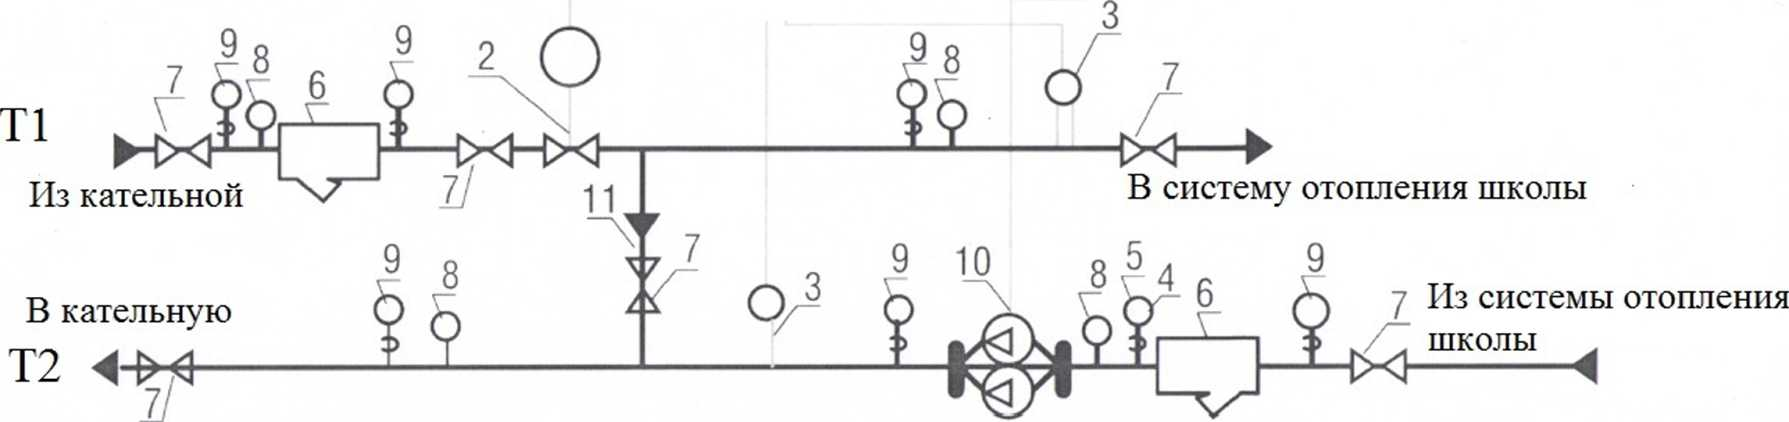 9 8 6 9 2 9 8 3 7
7
T1
Из кательной
7
11
В систему отопления школы
9 8 7 3 9 10 8 5 4 6 9 7
В кательную
Из системы отопления
школы
T2
7